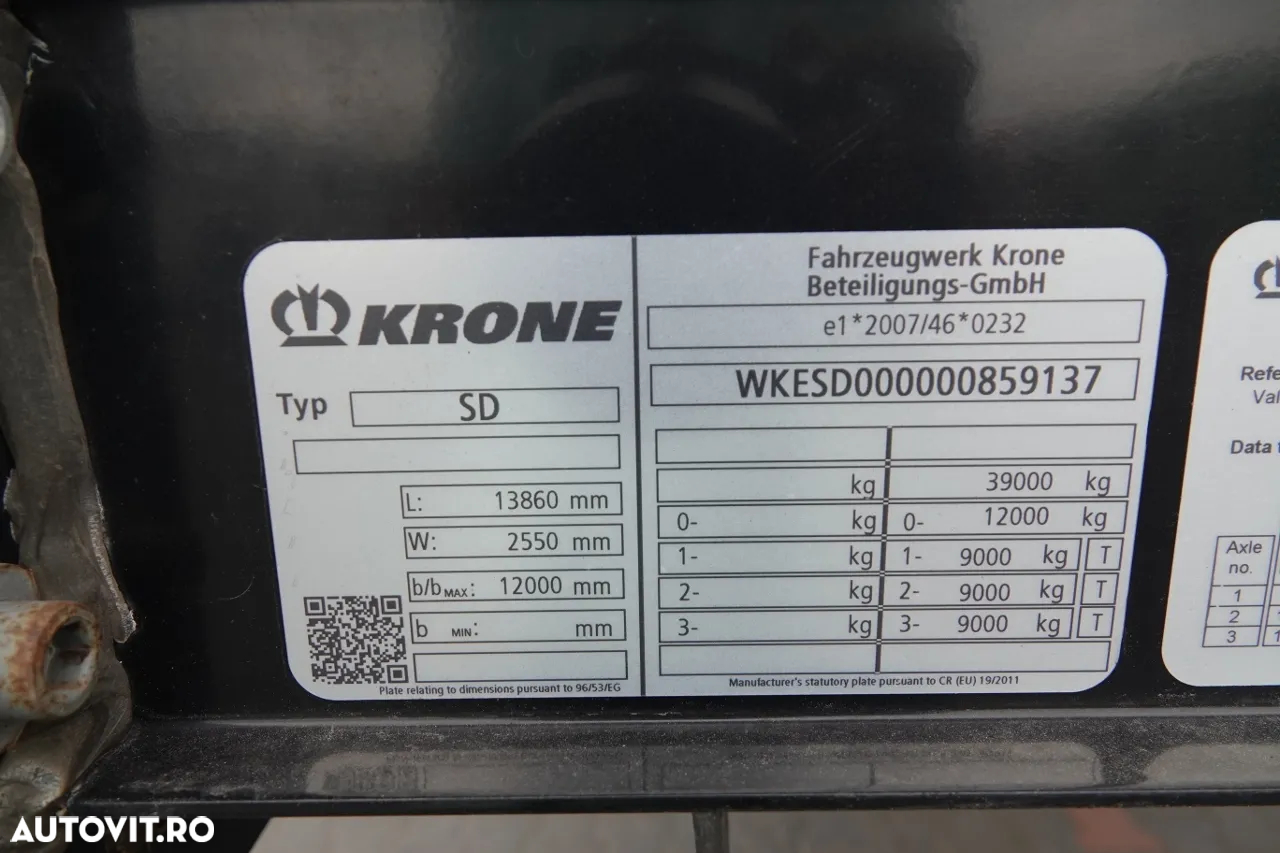 KRONE
Typ SD
L: 13860 mm
W: 2550 mm
b/b MAX: 12000 mm
b MIN: mm
Plate relating to dimensions pursuant to 96/53/EG
Fahrzeugwerk Krone
Beteiligungs-GmbH
e1*2007/46*0232
WKESD000000859137
kg 39000 kg
0- kg 0- 12000 kg
1- kg 1- 9000 kg T
2- kg 2- 9000 kg T
3- kg 3- 9000 kg T
Manufacturer's statutory plate pursuant to CR (EU) 19/2011
Data
Axle
no.
1
2
3
AUTOVIT.RO